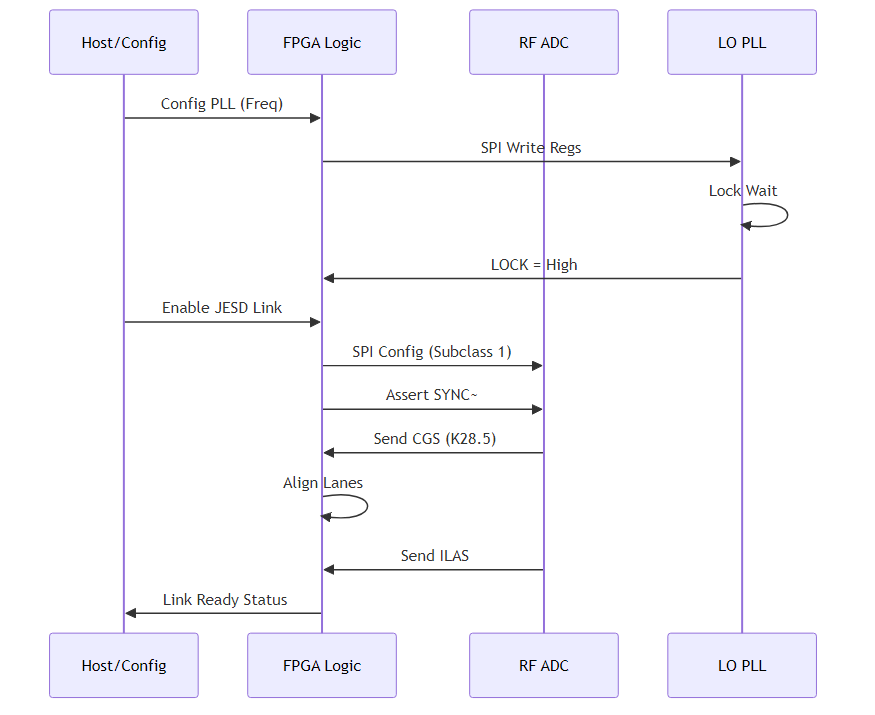 Host/Config
FPGA Logic
RF ADC
LO PLL
Config PLL (Freq)
SPI Write Regs
Lock Wait
LOCK = High
Enable JESD Link
SPI Config (Subclass 1)
Assert SYNC~
Send CGS (K28.5)
Align Lanes
Send ILAS
Link Ready Status
Host/Config
FPGA Logic
RF ADC
LO PLL